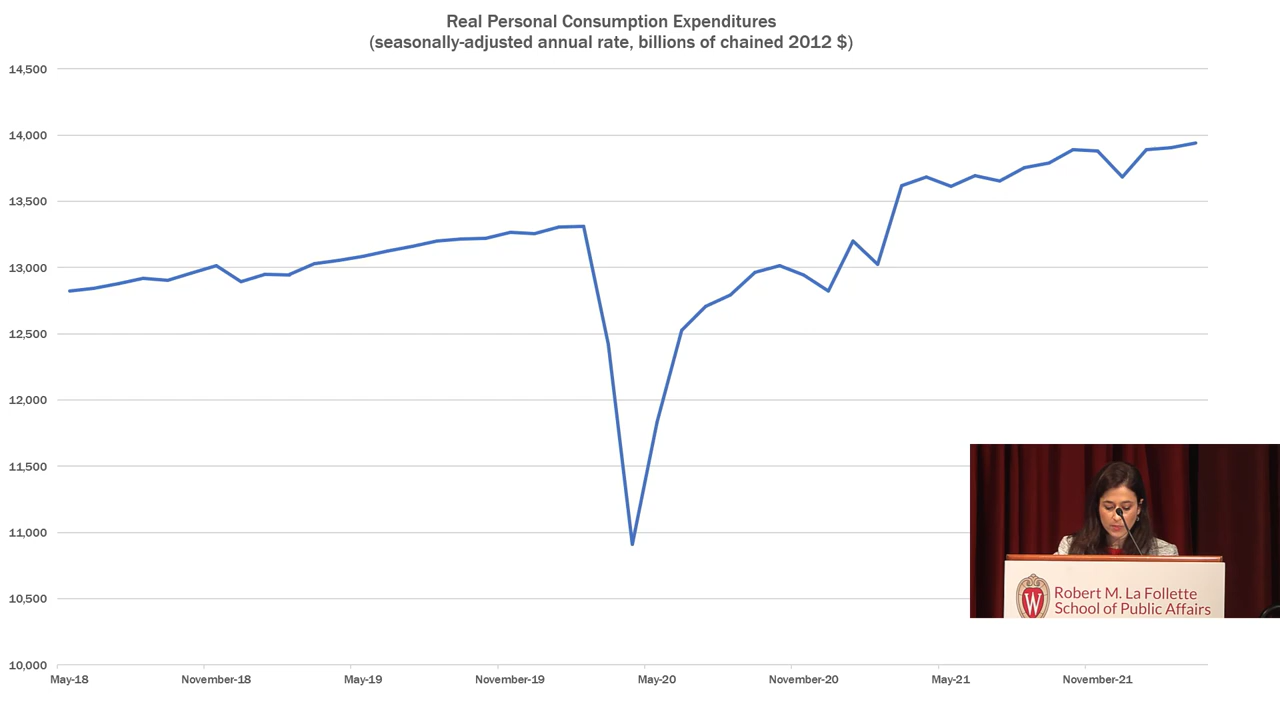 Real Personal Consumption Expenditures
(seasonally-adjusted annual rate, billions of chained 2012 $)
14,500
14,000
13,500
13,000
12,500
12,000
11,500
11,000
10,500
10,000
May-18
November-18
May-19
November-19
May-20
November-20
May-21
November-21
W
Robert M. La Follette
School of Public Affairs